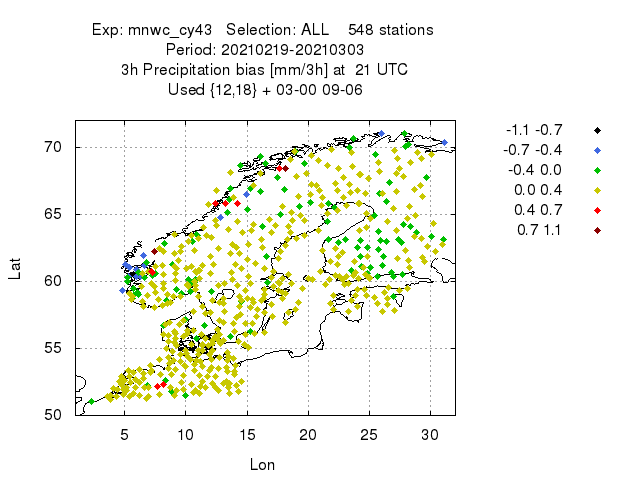 Exp: mnwc_cy43 Selection: ALL 548 stations
Period: 20210219-20210303
3h Precipitation bias [mm/3h] at 21 UTC
Used {12,18} + 03-00 09-06
-1.1 -0.7
-0.7 -0.4
-0.4 0.0
0.0 0.4
0.4 0.7
0.7 1.1
70
65
60
55
50
Lat
5 10 15 20 25 30
Lon